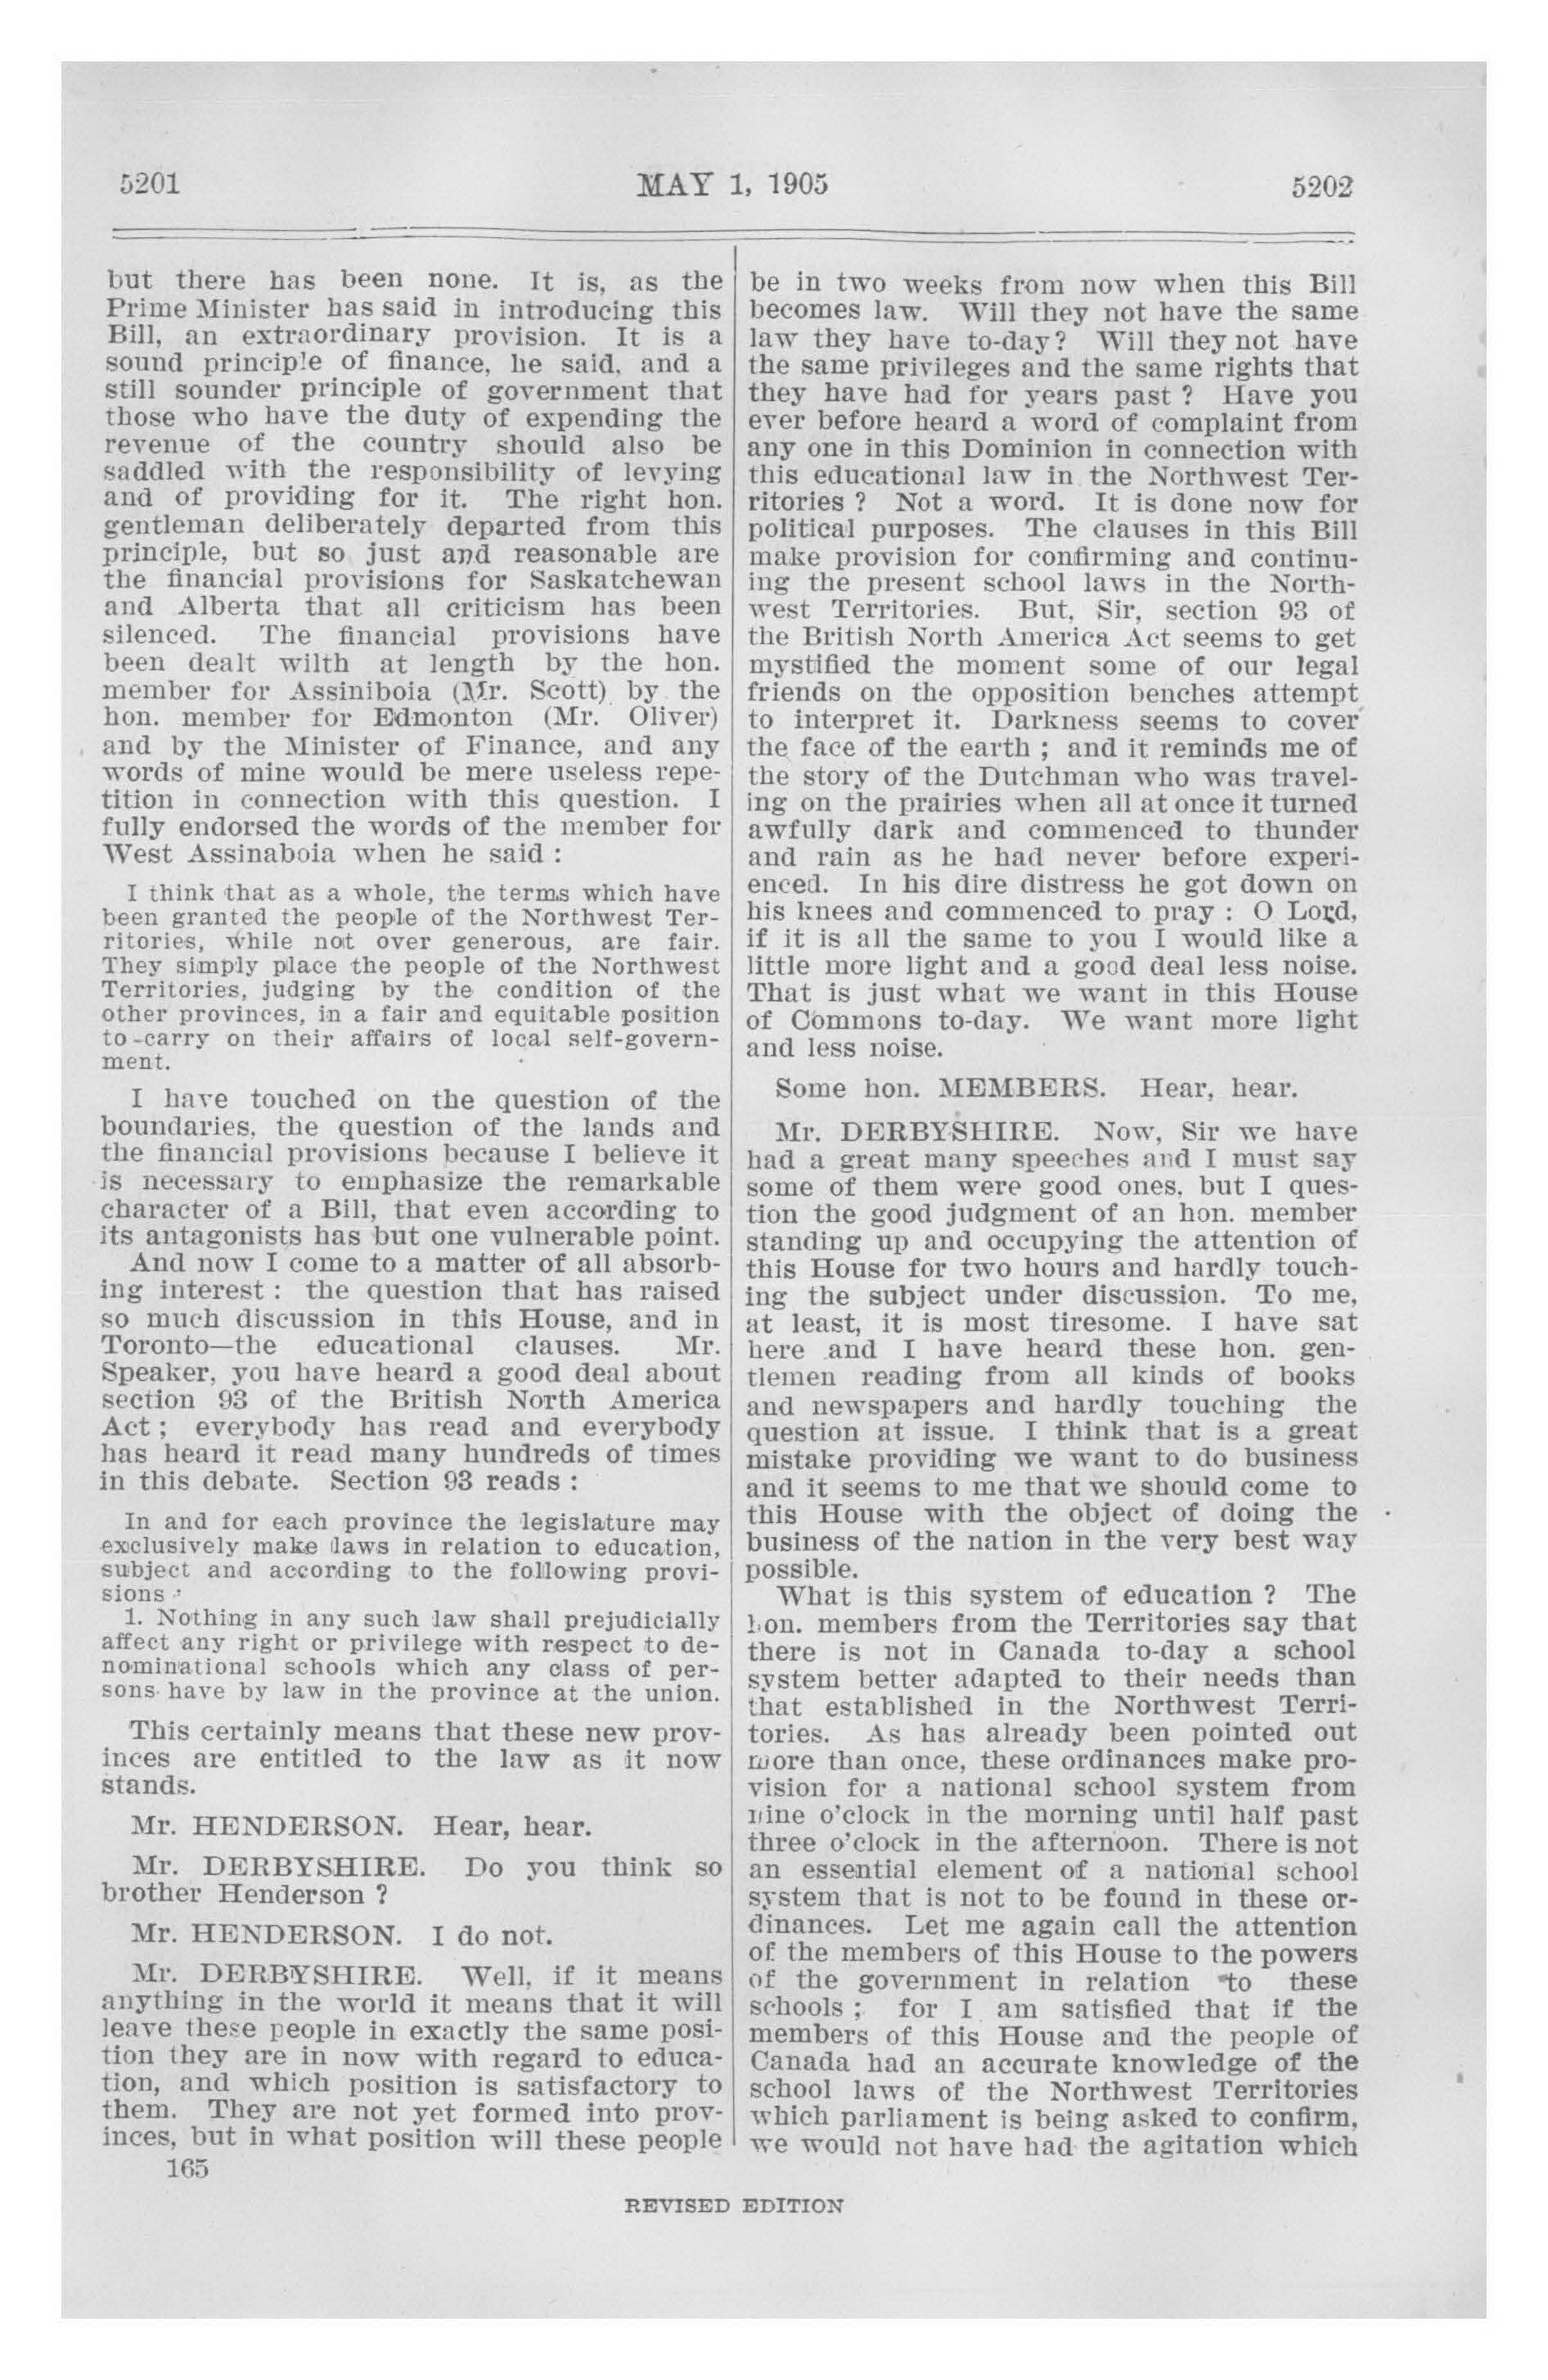 5201 MAY 1, 1905 5202
but there has been none. It is, as the
Prime Minister has said in introducing this
Bill, an extraordinary provision. It is a
sound principle of finance, he said, and a
still sounder principle of government that
those who have the duty of expending the
revenue of the country should also be
saddled with the responsibility of levying
and of providing for it. The right hon.
gentleman deliberately departed from this
principle, but so just and reasonable are
the financial provisions for Saskatchewan
and Alberta that all criticism has been
silenced. The financial provisions have
been dealt wilth at length by the hon.
member for Assiniboia (Mr. Scott) by the
hon. member for Edmonton (Mr. Oliver)
and by the Minister of Finance, and any
words of mine would be mere useless repe-
tition in connection with this question. I
fully endorsed the words of the member for
West Assinaboia when he said :
I think that as a whole, the terms which have
been granted the people of the Northwest Ter-
ritories, while not over generous, are fair.
They simply place the people of the Northwest
Territories, judging by the condition of the
other provinces, in a fair and equitable position
to carry on their affairs of local self-govern-
ment.
I have touched on the question of the
boundaries, the question of the lands and
the financial provisions because I believe it
is necessary to emphasize the remarkable
character of a Bill, that even according to
its antagonists has but one vulnerable point.
And now I come to a matter of all absorb-
ing interest : the question that has raised
so much discussion in this House, and in
Toronto—the educational clauses. Mr.
Speaker, you have heard a good deal about
section 93 of the British North America
Act ; everybody has read and everybody
has heard it read many hundreds of times
in this debate. Section 93 reads :
In and for each province the legislature may
exclusively make laws in relation to education,
subject and according to the following provi-
sions :
1. Nothing in any such law shall prejudicially
affect any right or privilege with respect to de-
nominational schools which any class of per-
sons have by law in the province at the union.
This certainly means that these new prov-
inces are entitled to the law as it now
stands.
Mr. HENDERSON. Hear, hear.
Mr. DERBYSHIRE. Do you think so
brother Henderson ?
Mr. HENDERSON. I do not.
Mr. DERBYSHIRE. Well, if it means
anything in the world it means that it will
leave these people in exactly the same posi-
tion they are in now with regard to educa-
tion, and which position is satisfactory to
them. They are not yet formed into prov-
inces, but in what position will these people
165
be in two weeks from now when this Bill
becomes law. Will they not have the same
law they have to-day? Will they not have
the same privileges and the same rights that
they have had for years past ? Have you
ever before heard a word of complaint from
any one in this Dominion in connection with
this educational law in the Northwest Ter-
ritories ? Not a word. It is done now for
political purposes. The clauses in this Bill
make provision for confirming and continu-
ing the present school laws in the North-
west Territories. But, Sir, section 93 of
the British North America Act seems to get
mystified the moment some of our legal
friends on the opposition benches attempt
to interpret it. Darkness seems to cover
the face of the earth ; and it reminds me of
the story of the Dutchman who was travel-
ing on the prairies when all at once it turned
awfully dark and commenced to thunder
and rain as he had never before experi-
enced. In his dire distress he got down on
his knees and commenced to pray : O Lord,
if it is all the same to you I would like a
little more light and a good deal less noise.
That is just what we want in this House
of Commons to-day. We want more light
and less noise.
Some hon. MEMBERS. Hear, hear.
Mr. DERBYSHIRE. Now, Sir we have
had a great many speeches and I must say
some of them were good ones, but I ques-
tion the good judgment of an hon. member
standing up and occupying the attention of
this House for two hours and hardly touch-
ing the subject under discussion. To me,
at least, it is most tiresome. I have sat
here and I have heard these hon. gen-
tlemen reading from all kinds of books
and newspapers and hardly touching the
question at issue. I think that is a great
mistake providing we want to do business
and it seems to me that we should come to
this House with the object of doing the
business of the nation in the very best way
possible.
What is this system of education ? The
hon. members from the Territories say that
there is not in Canada to-day a school
system better adapted to their needs than
that established in the Northwest Terri-
tories. As has already been pointed out
more than once, these ordinances make pro-
vision for a national school system from
nine o'clock in the morning until half past
three o'clock in the afternoon. There is not
an essential element of a national school
system that is not to be found in these or-
dinances. Let me again call the attention
of the members of this House to the powers
of the government in relation to these
schools ; for I am satisfied that if the
members of this House and the people of
Canada had an accurate knowledge of the
school laws of the Northwest Territories
which parliament is being asked to confirm,
we would not have had the agitation which
REVISED EDITION